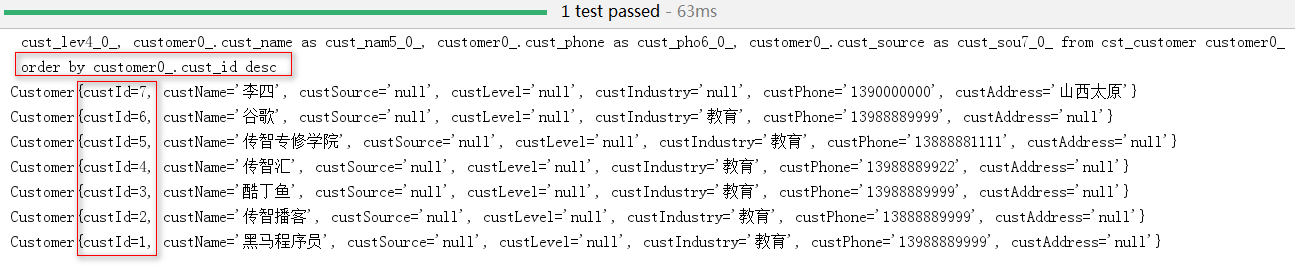 1 test passed - 63ms
cust_lev4_0_, customer0_.cust_name as cust_nam5_0_, customer0_.cust_phone as cust_pho6_0_, customer0_.cust_source as cust_sou7_0_ from cst_customer customer0_
order by customer0_.cust_id desc
Customer{custId=7, custName='李四', custSource='null', custLevel='null', custIndustry='null', custPhone='1390000000', custAddress='山西太原'}
Customer{custId=6, custName='谷歌', custSource='null', custLevel='null', custIndustry='教育', custPhone='13988889999', custAddress='null'}
Customer{custId=5, custName='传智专修学院', custSource='null', custLevel='null', custIndustry='教育', custPhone='13888881111', custAddress='null'}
Customer{custId=4, custName='传智汇', custSource='null', custLevel='null', custIndustry='教育', custPhone='13988889922', custAddress='null'}
Customer{custId=3, custName='酷丁鱼', custSource='null', custLevel='null', custIndustry='教育', custPhone='13988889999', custAddress='null'}
Customer{custId=2, custName='传智播客', custSource='null', custLevel='null', custIndustry='教育', custPhone='13888889999', custAddress='null'}
Customer{custId=1, custName='黑马程序员', custSource='null', custLevel='null', custIndustry='教育', custPhone='13988889999', custAddress='null'}